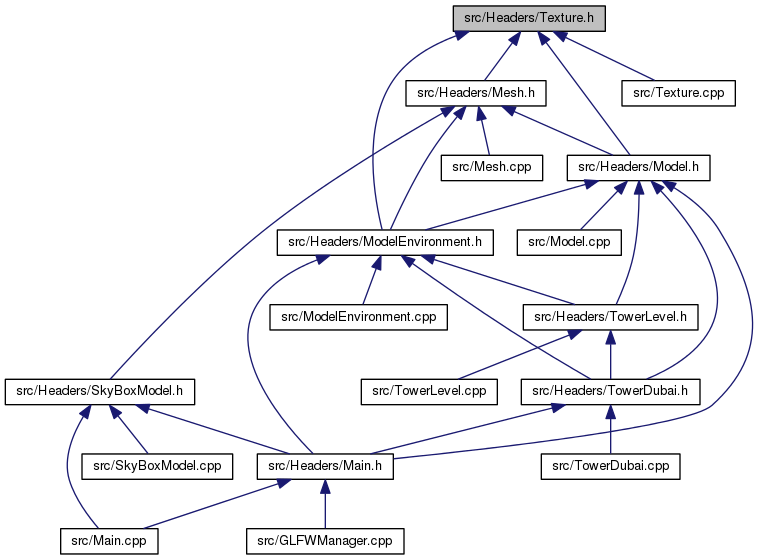 src/Headers/Texture.h
src/Headers/Mesh.h
src/Texture.cpp
src/Mesh.cpp
src/Headers/Model.h
src/Headers/ModelEnvironment.h
src/Model.cpp
src/ModelEnvironment.cpp
src/Headers/TowerLevel.h
src/Headers/SkyBoxModel.h
src/TowerLevel.cpp
src/Headers/TowerDubai.h
src/SkyBoxModel.cpp
src/Headers/Main.h
src/TowerDubai.cpp
src/Main.cpp
src/GLFWManager.cpp